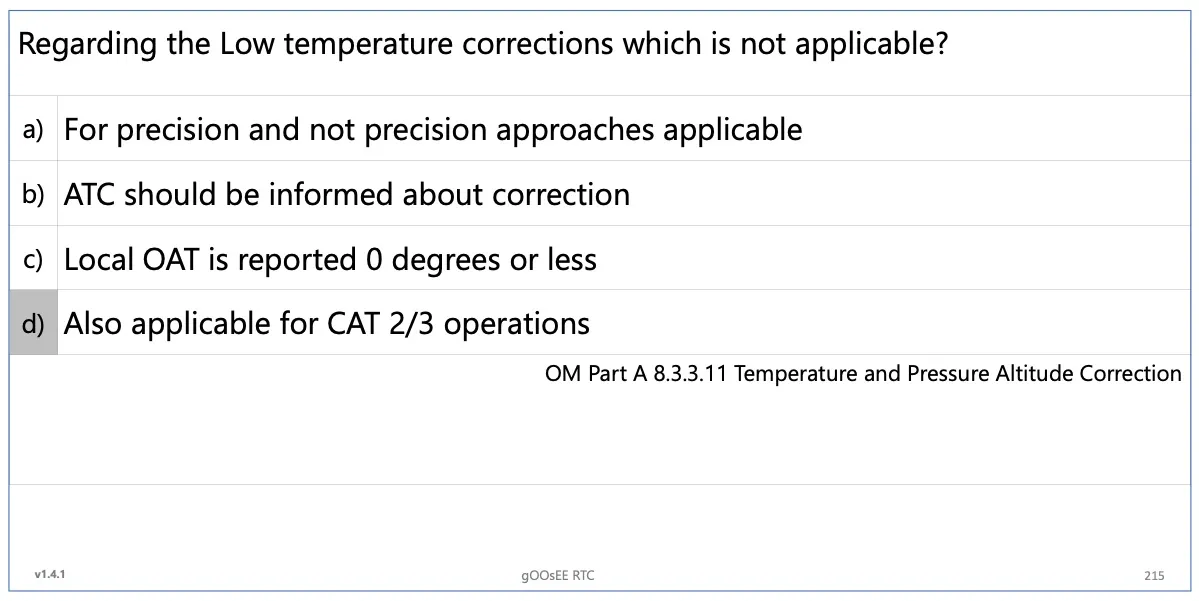 Regarding the Low temperature corrections which is not applicable?
a) For precision and not precision approaches applicable
b) ATC should be informed about correction
c) Local OAT is reported 0 degrees or less
d) Also applicable for CAT 2/3 operations
OM Part A 8.3.3.11 Temperature and Pressure Altitude Correction
v1.4.1 gOOsEE RTC 215